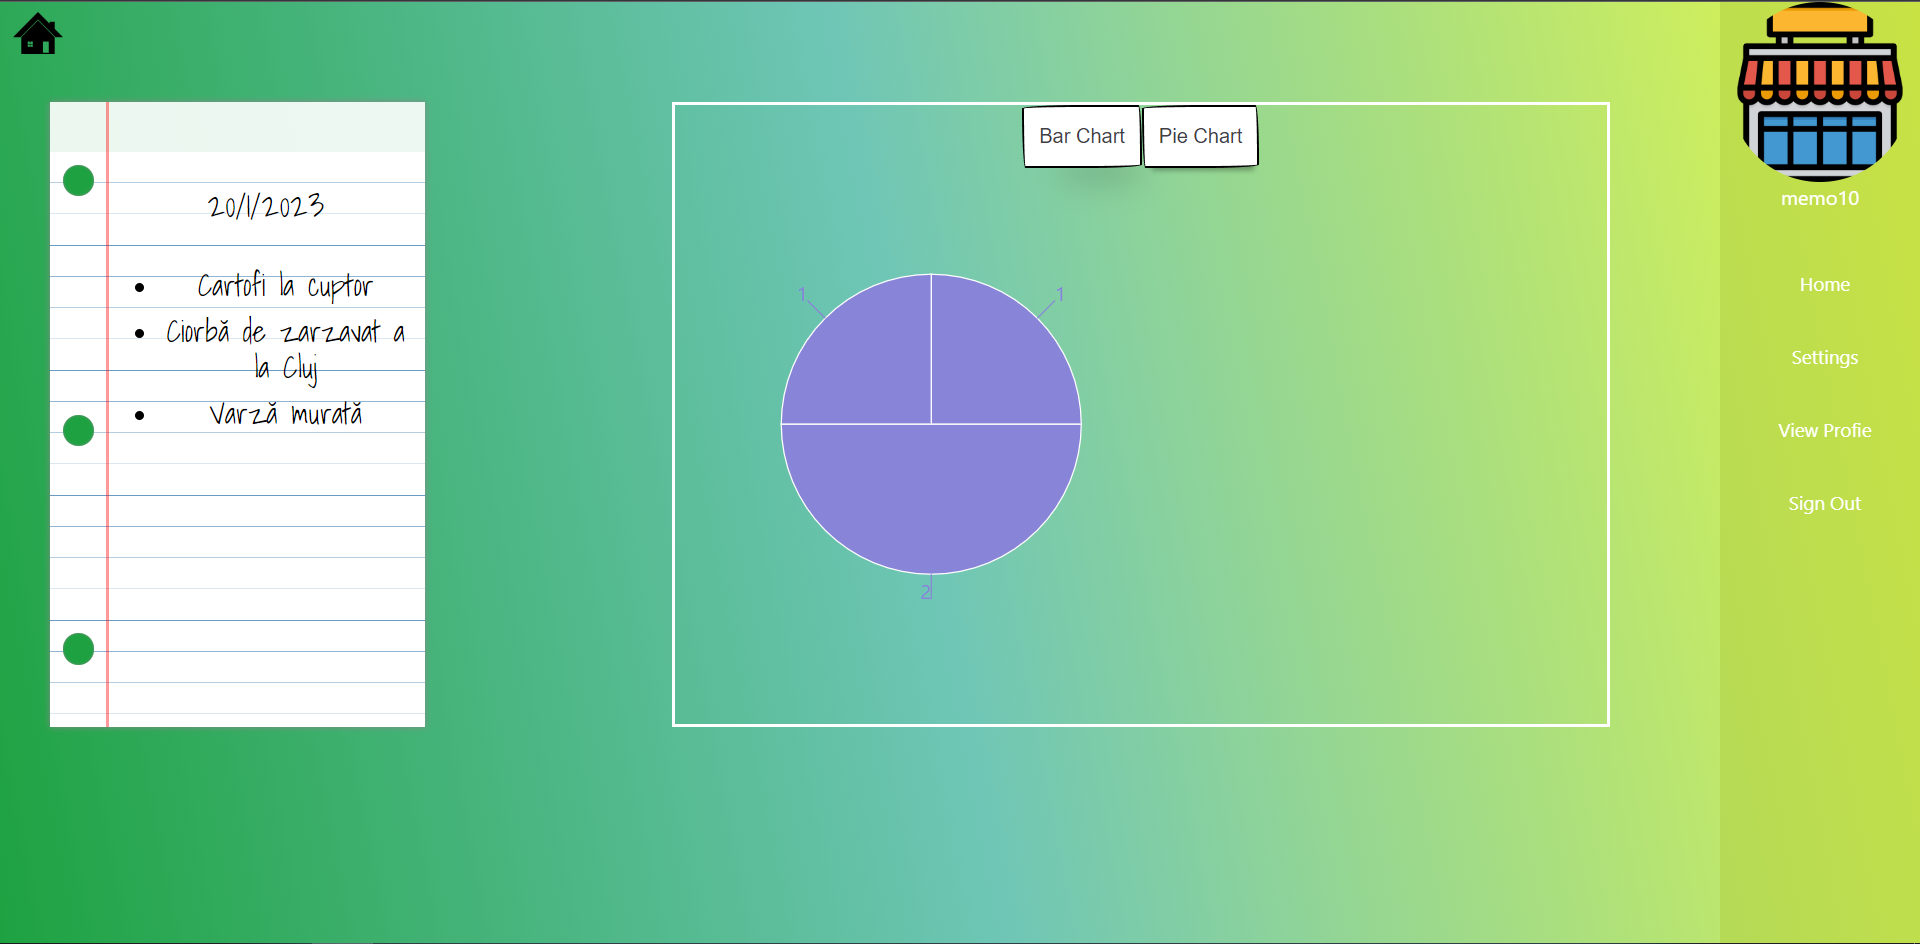 20/1/2023
Cartofi la cuptor
Ciorbă de zarzavat a
la Cluj
Varză murată
Bar Chart
Pie Chart
1
1
2
memo10
Home
Settings
View Profie
Sign Out